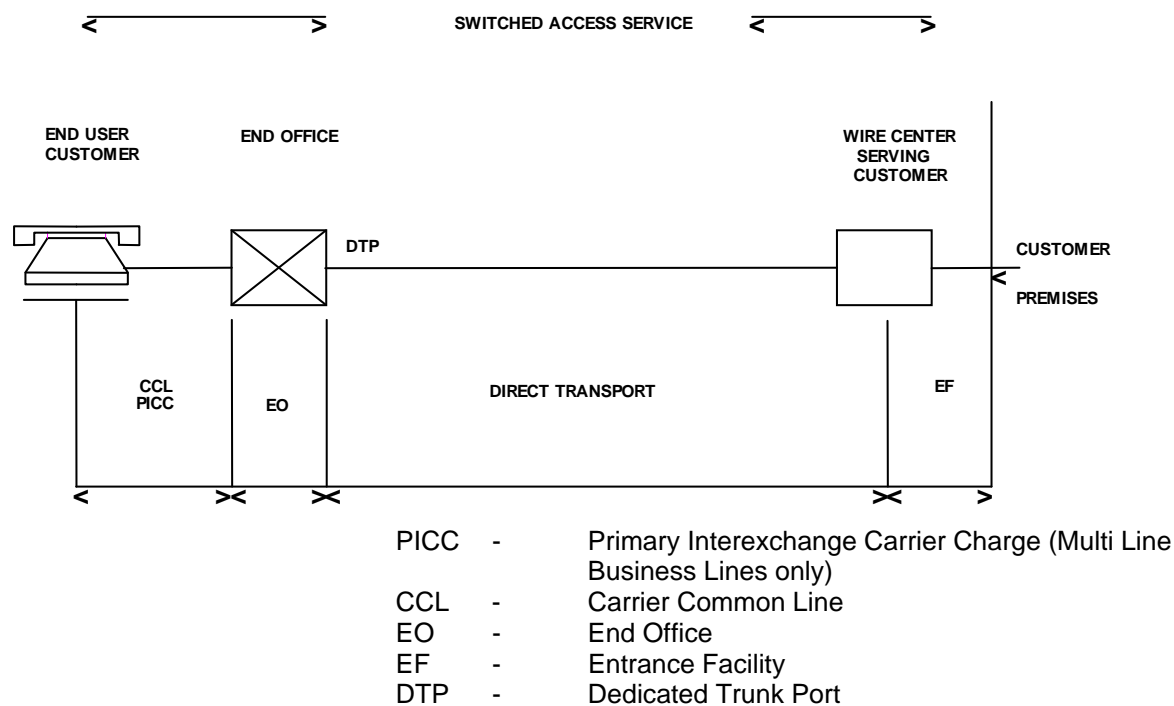 SWITCHED ACCESS SERVICE
END USER
CUSTOMER
END OFFICE
WIRE CENTER
SERVING
CUSTOMER
DTP
CUSTOMER
PREMISES
CCL
PICC
EO
DIRECT TRANSPORT
EF
PICC - Primary Interexchange Carrier Charge (Multi Line
Business Lines only)
CCL - Carrier Common Line
EO - End Office
EF - Entrance Facility
DTP - Dedicated Trunk Port